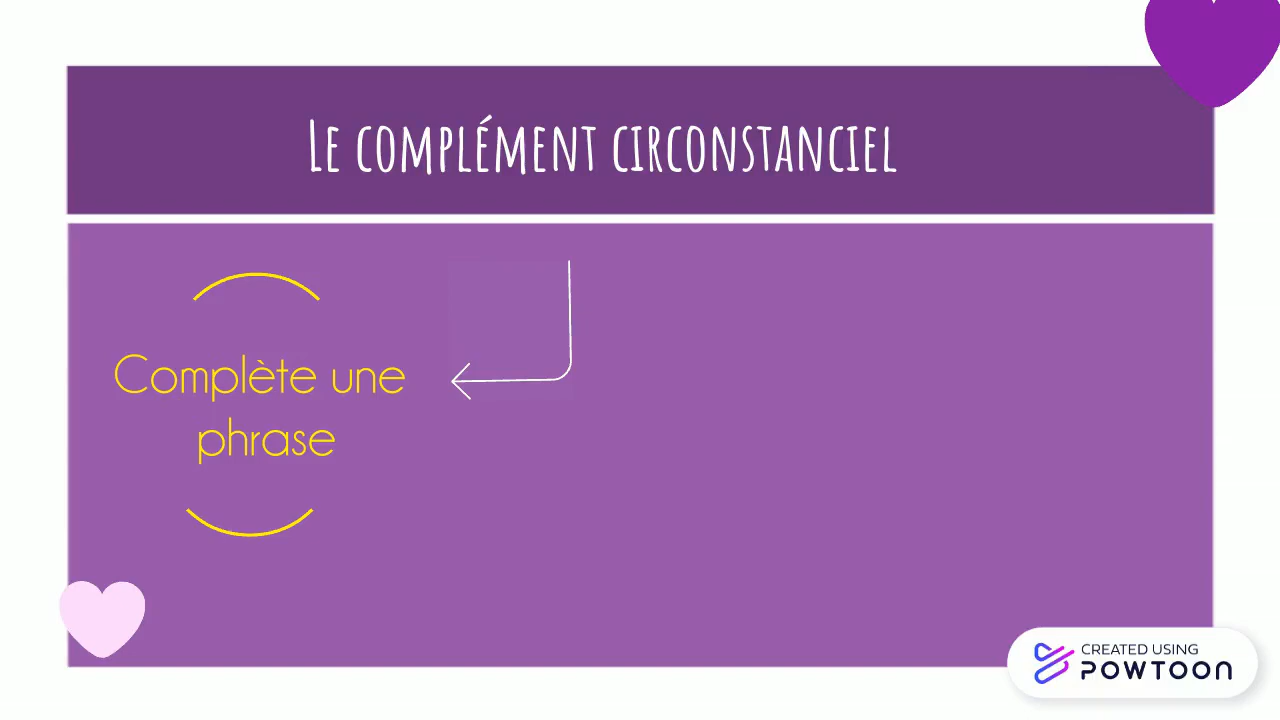 Le complément circonstanciel
Complète une
phrase
CREATED USING
POWTOON